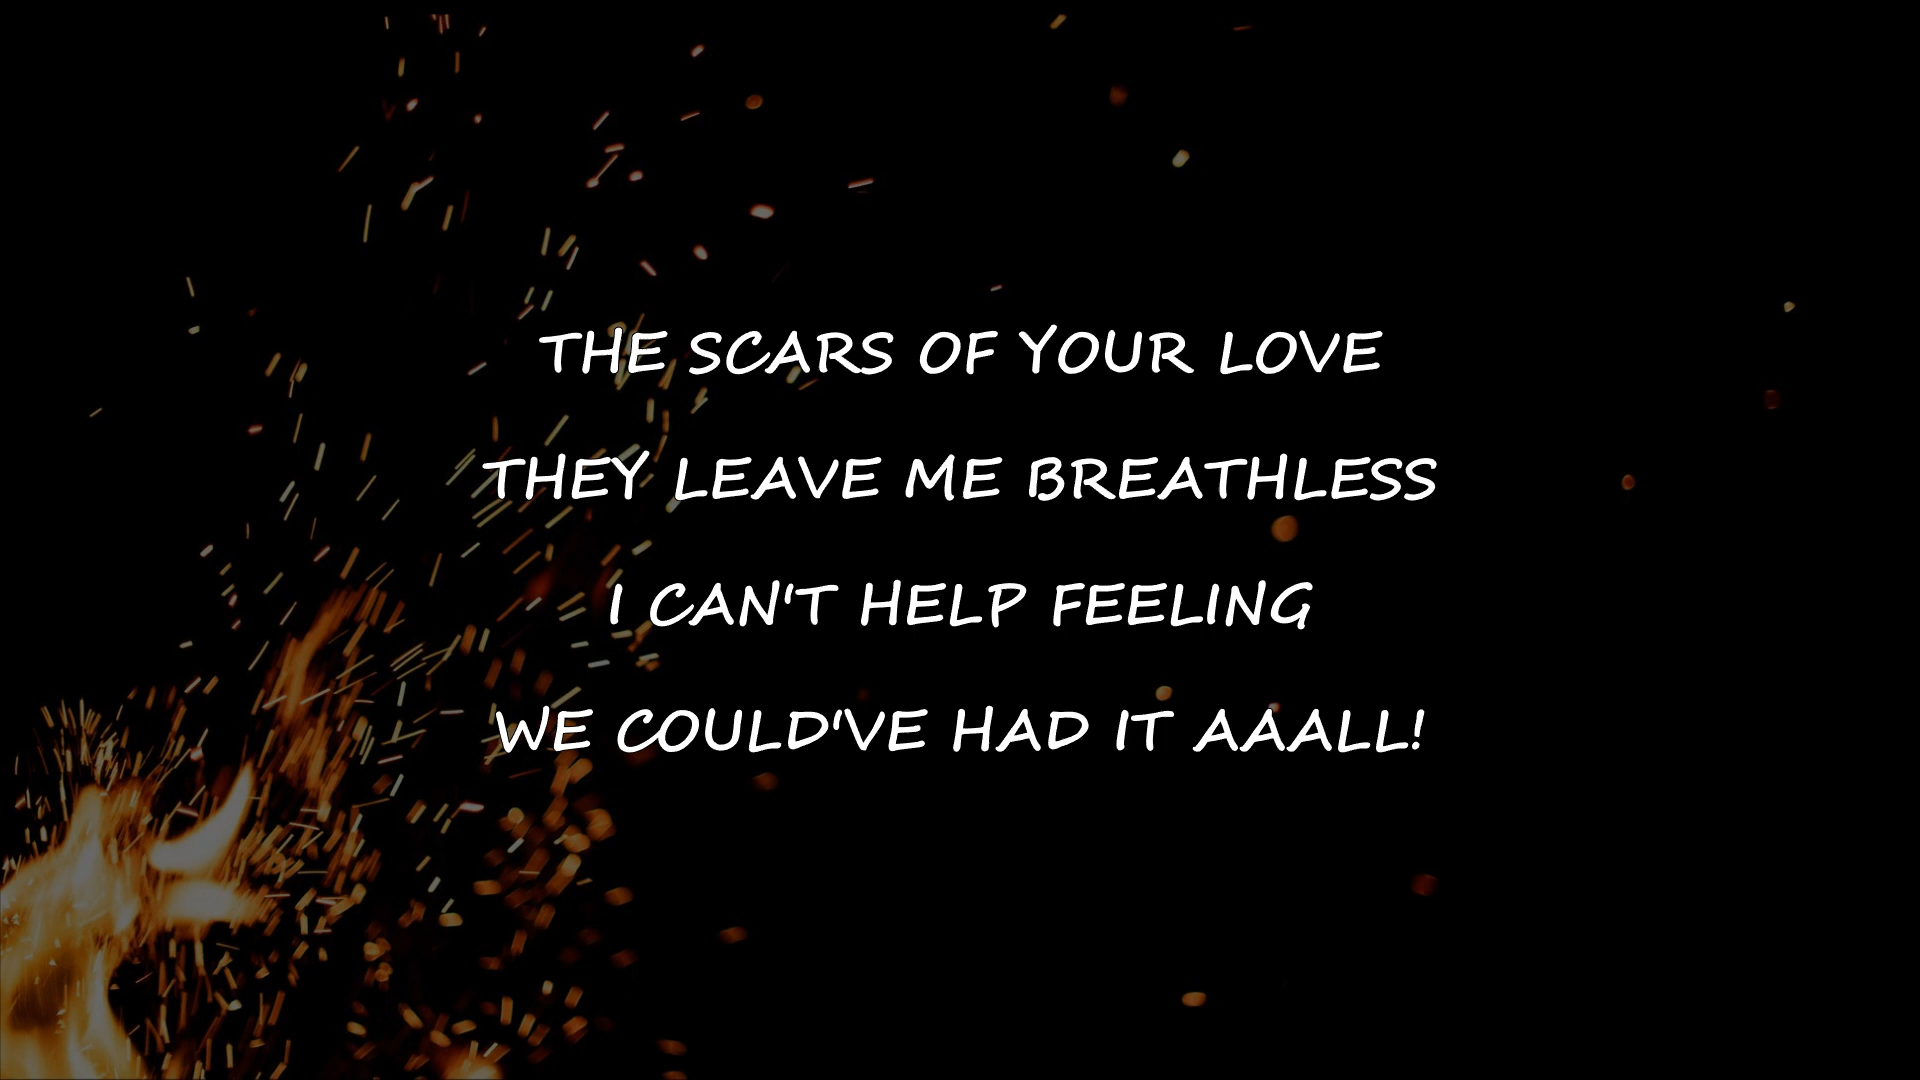 THE SCARS OF YOUR LOVE
THEY LEAVE ME BREATHLESS
I CAN'T HELP FEELING
WE COULD'VE HAD IT AAALL!